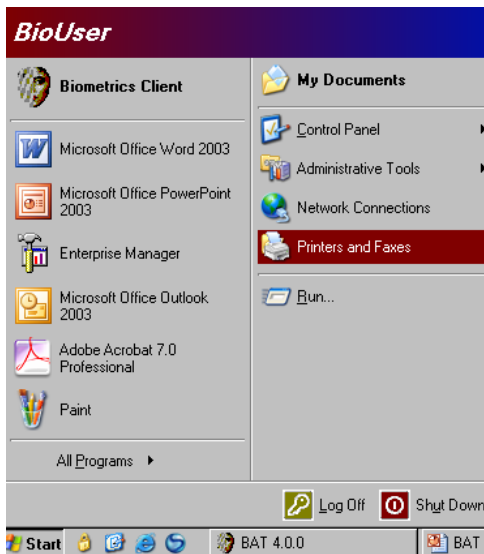 BioUser
Biometrics Client
Microsoft Office Word 2003
Microsoft Office PowerPoint
2003
Enterprise Manager
Microsoft Office Outlook
2003
Adobe Acrobat 7.0
Professional
Paint
All Programs
My Documents
Control Panel
Administrative Tools
Network Connections
Printers and Faxes
Run...
Log Off
Shut Down
Start
BAT 4.0.0
BAT